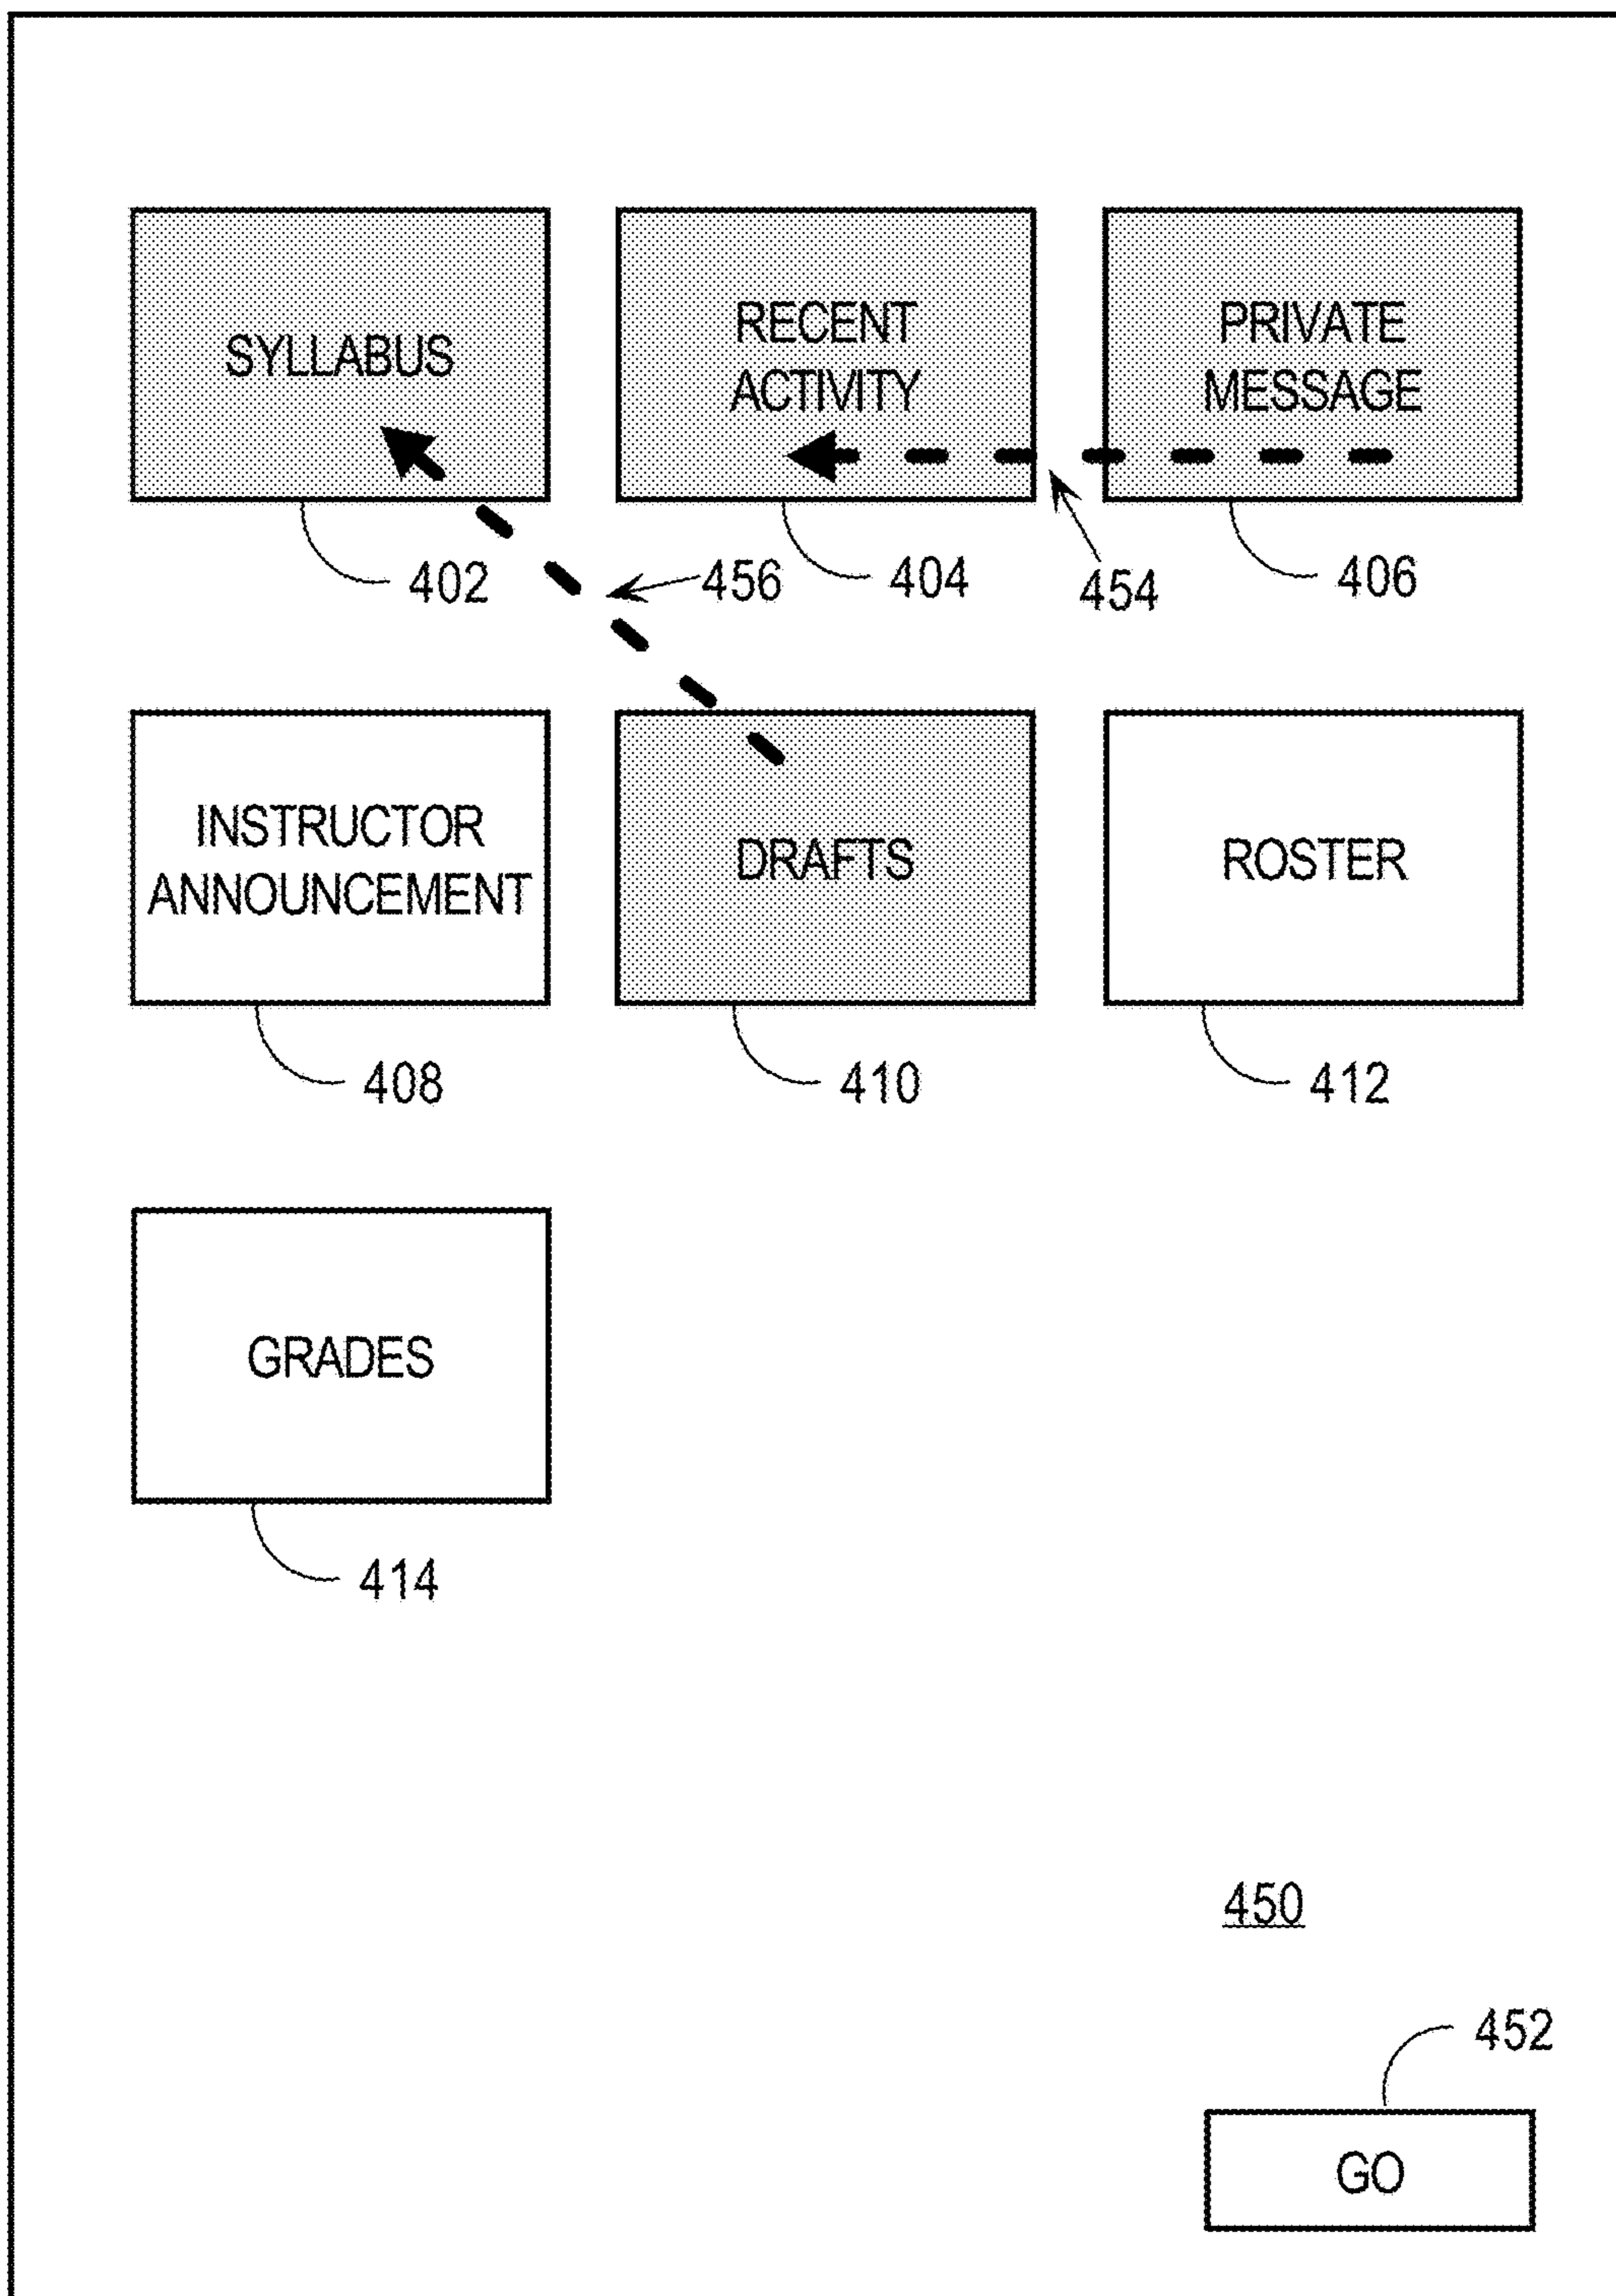 SYLLABUS
RECENT
ACTIVITY
PRIVATE
MESSAGE
402
456
404
454
406
INSTRUCTOR
ANNOUNCEMENT
DRAFTS
ROSTER
408
410
412
GRADES
414
450
452
GO